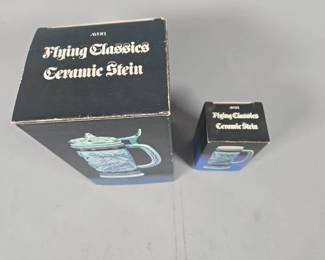 AVON
Flying Classics
Ceramic Stein
AVON
Flying Classics
Ceramic Stein